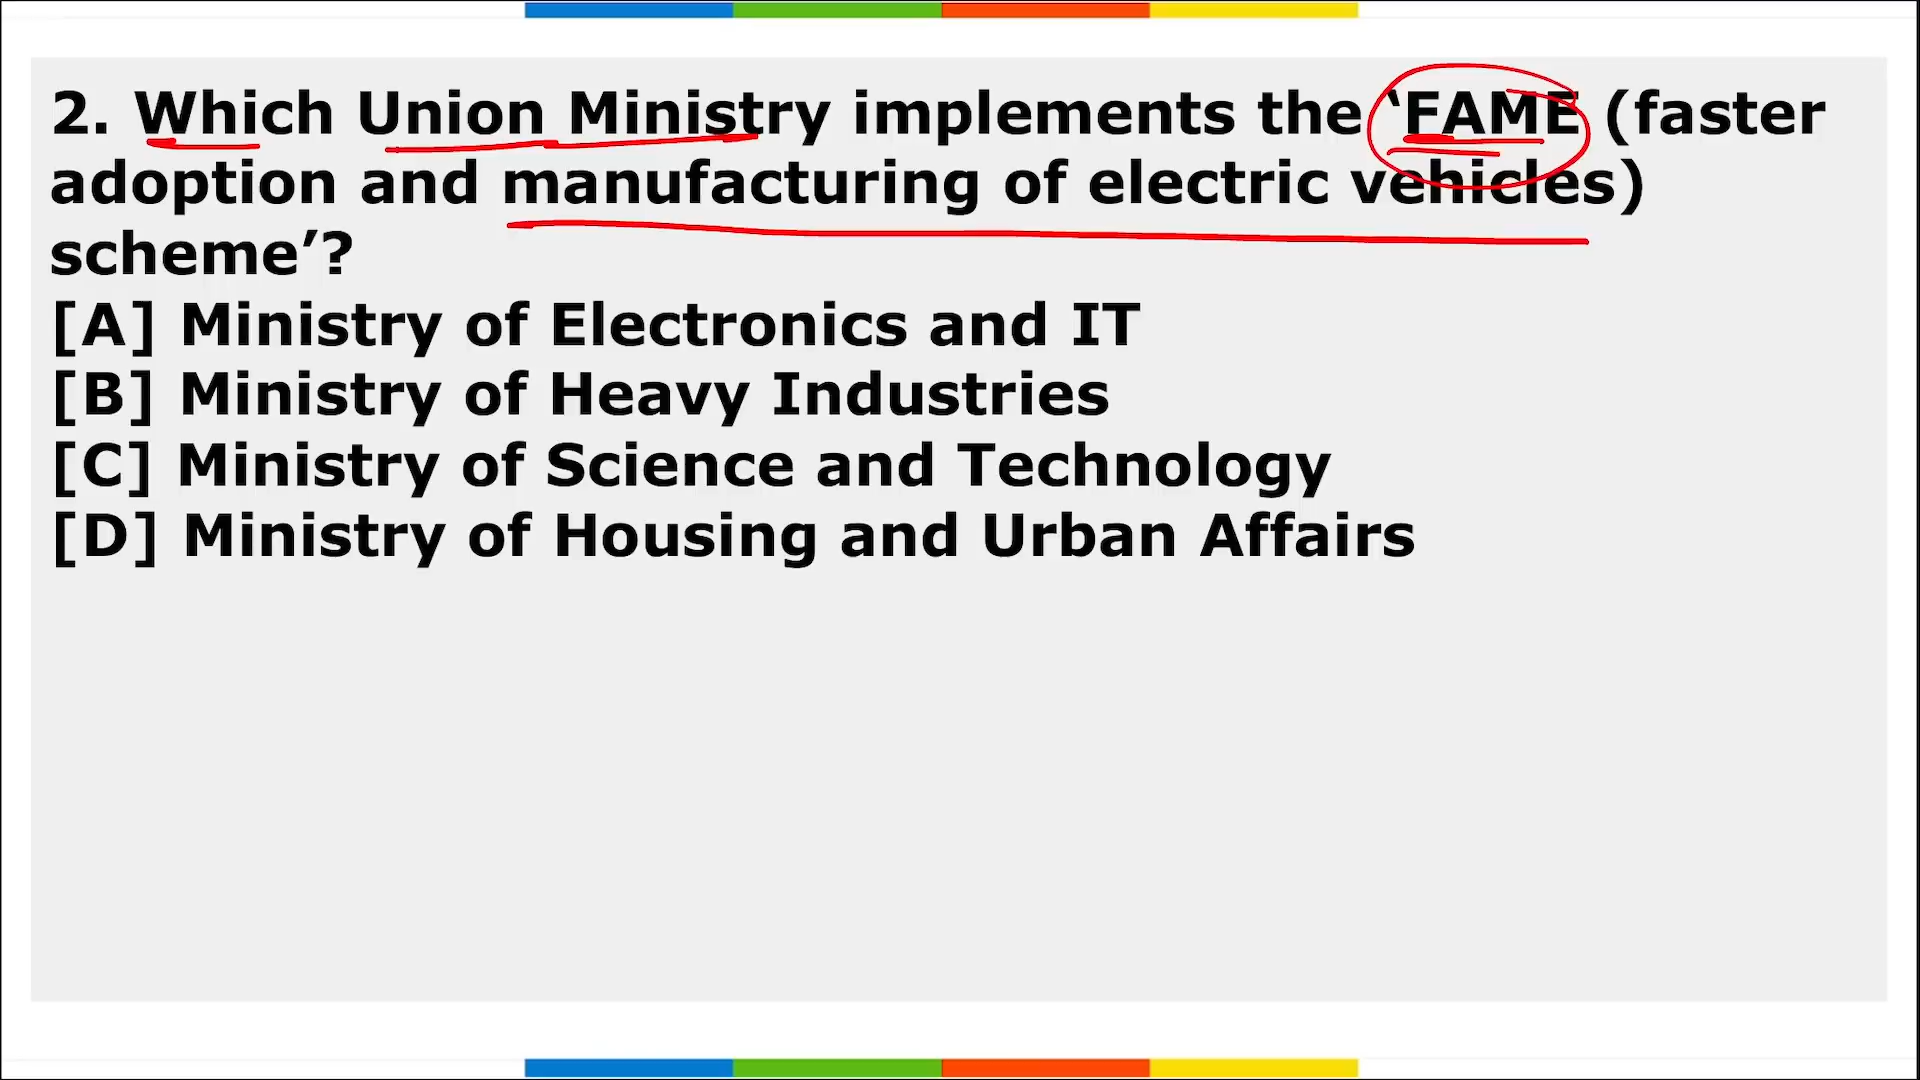 2. Which Union Ministry implements the ‘FAME (faster
adoption and manufacturing of electric vehicles)
scheme’?
[A] Ministry of Electronics and IT
[B] Ministry of Heavy Industries
[C] Ministry of Science and Technology
[D] Ministry of Housing and Urban Affairs